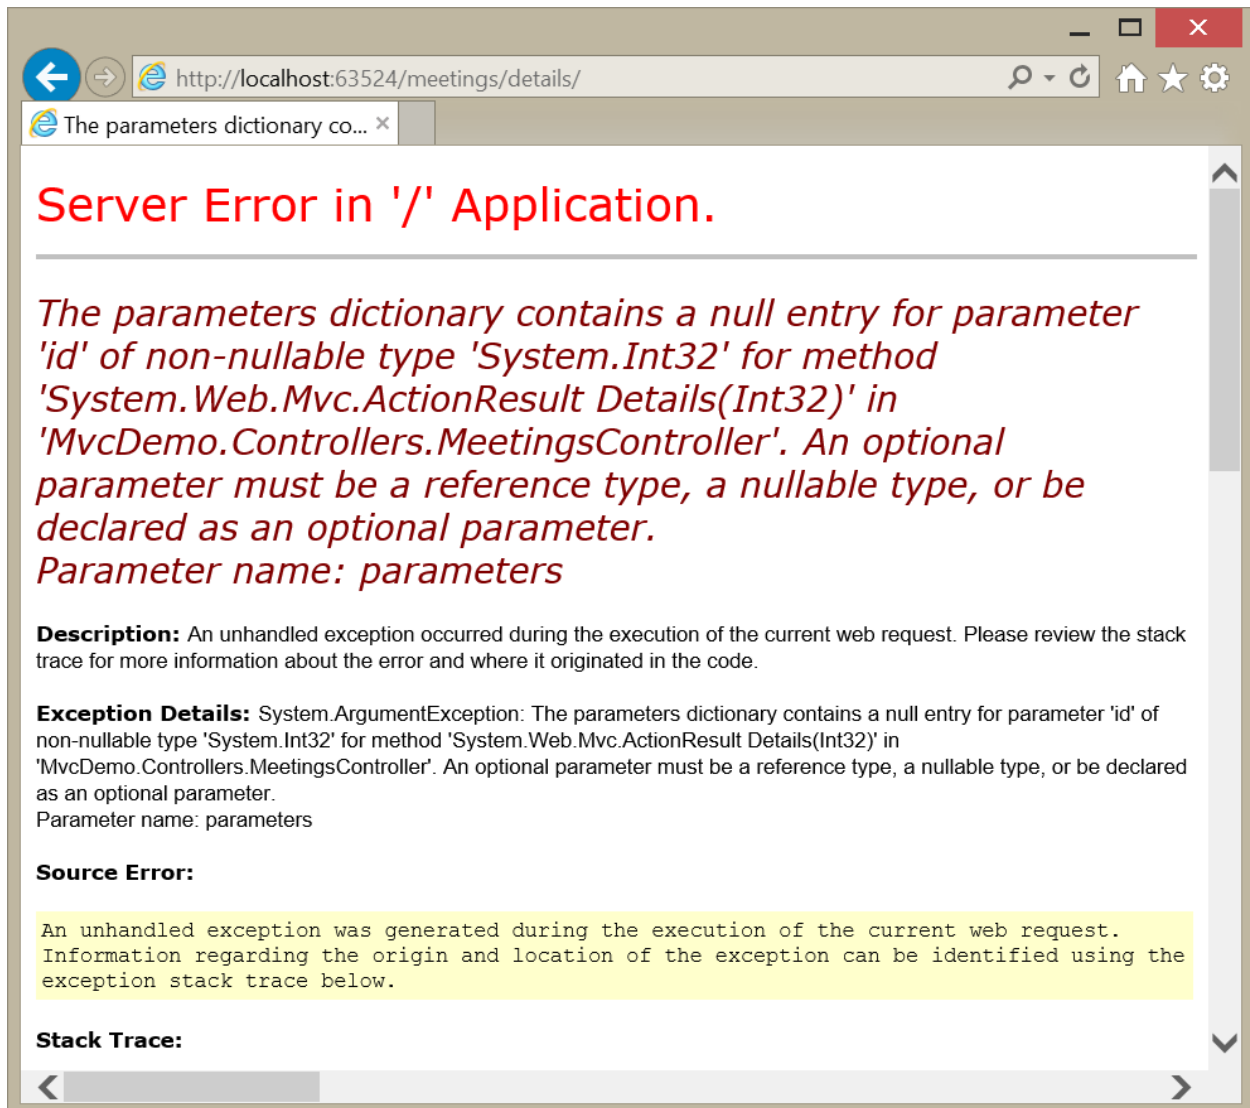 http://localhost:63524/meetings/details/
The parameters dictionary co...
Server Error in '/' Application.
The parameters dictionary contains a null entry for parameter
'id' of non-nullable type 'System.Int32' for method
'System.Web.Mvc.ActionResult Details(Int32)' in
'MvcDemo.Controllers.MeetingsController'. An optional
parameter must be a reference type, a nullable type, or be
declared as an optional parameter.
Parameter name: parameters
Description: An unhandled exception occurred during the execution of the current web request. Please review the stack
trace for more information about the error and where it originated in the code.
Exception Details: System.ArgumentException: The parameters dictionary contains a null entry for parameter 'id' of
non-nullable type 'System.Int32' for method 'System.Web.Mvc.ActionResult Details(Int32)' in
'MvcDemo.Controllers.MeetingsController'. An optional parameter must be a reference type, a nullable type, or be declared
as an optional parameter.
Parameter name: parameters
Source Error:
An unhandled exception was generated during the execution of the current web request.
Information regarding the origin and location of the exception can be identified using the
exception stack trace below.
Stack Trace: